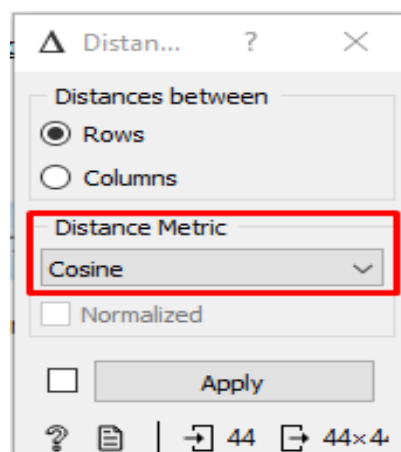 Distan... ?
Distances between
Rows
Columns
Distance Metric
Cosine
Normalized
Apply
? | 44 44×4